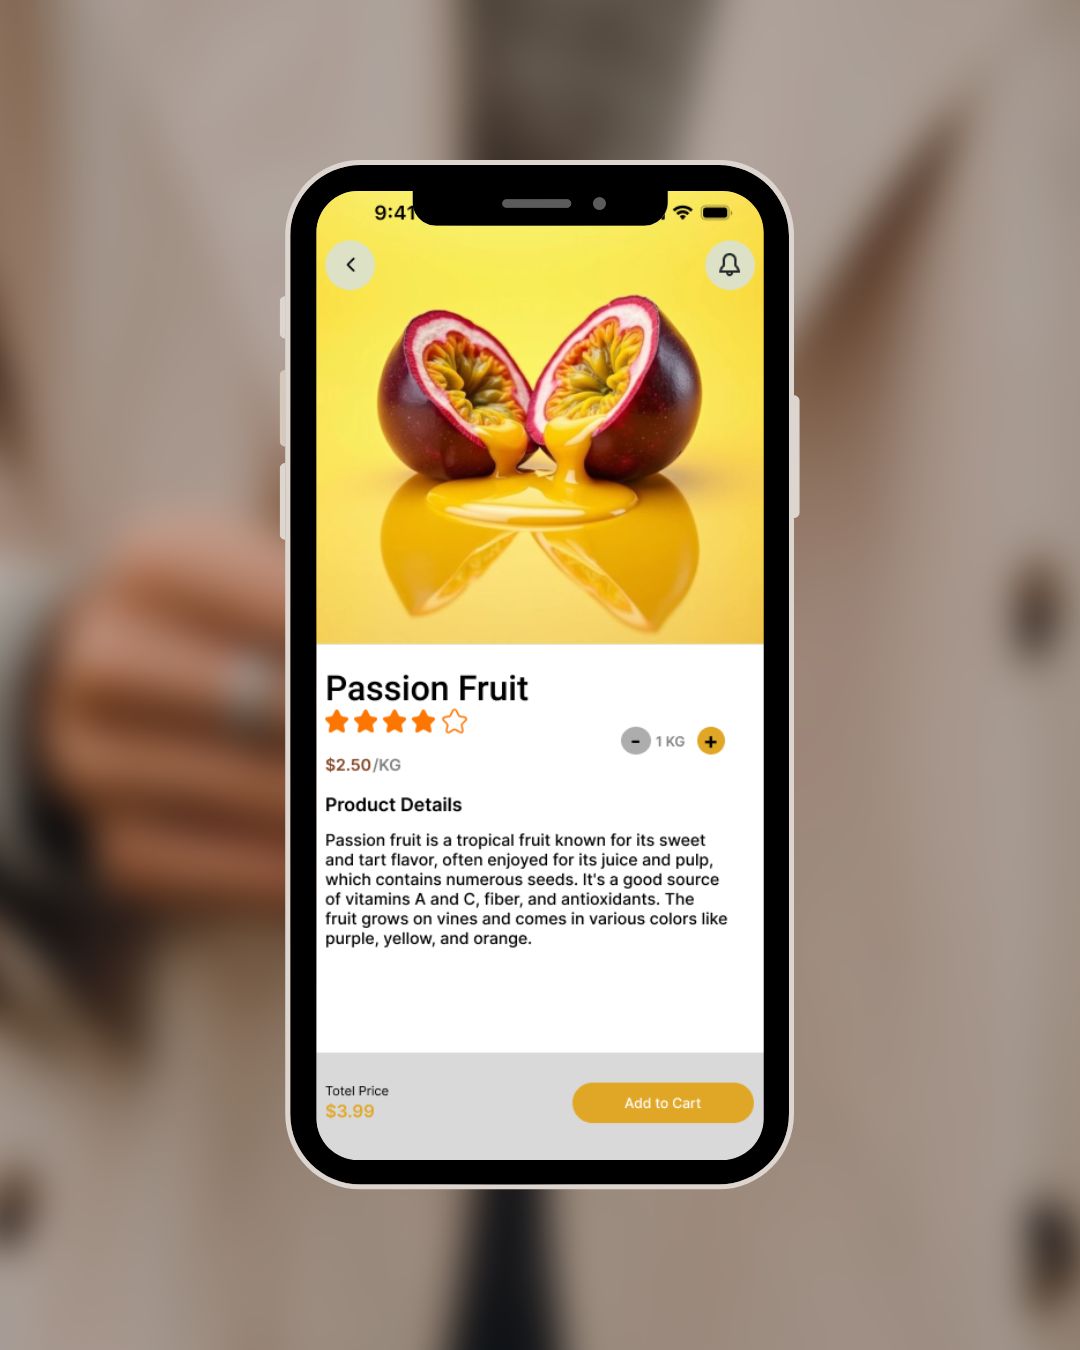 9:41
Passion Fruit
- 1 KG +
$2.50/KG
Product Details
Passion fruit is a tropical fruit known for its sweet
and tart flavor, often enjoyed for its juice and pulp,
which contains numerous seeds. It's a good source
of vitamins A and C, fiber, and antioxidants. The
fruit grows on vines and comes in various colors like
purple, yellow, and orange.
Totel Price
$3.99
Add to Cart